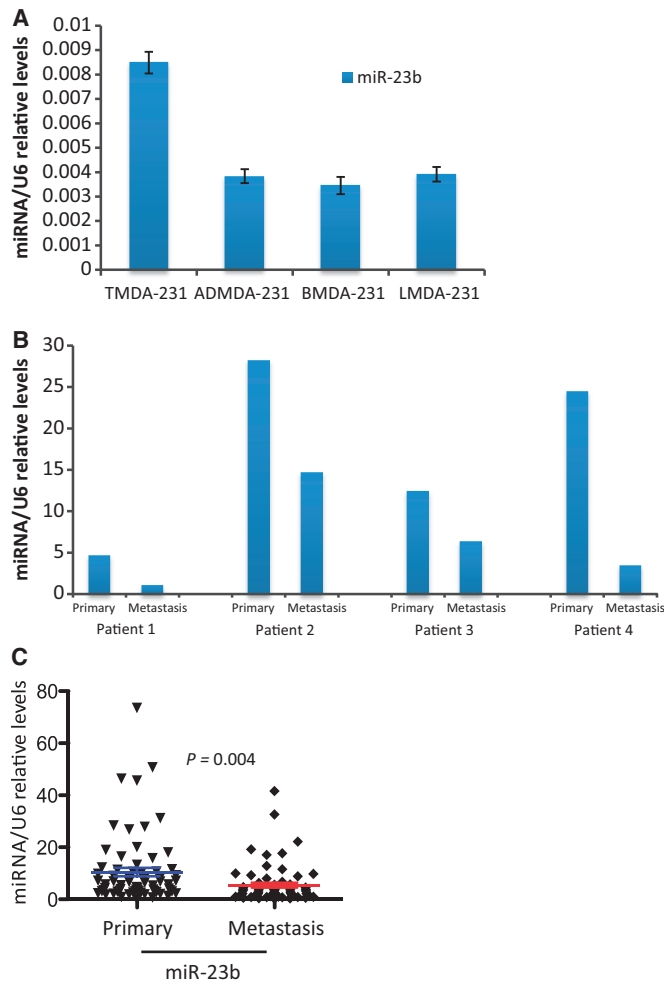 A
miRNA/U6 relative levels
0.01
0.009
0.008
0.007
0.006
0.005
0.004
0.003
0.002
0.001
0
miR-23b
TMDA-231 ADMDA-231 BMDA-231 LMDA-231
B
miRNA/U6 relative levels
30
25
20
15
10
5
0
Primary Metastasis Primary Metastasis Primary Metastasis Primary Metastasis
Patient 1 Patient 2 Patient 3 Patient 4
C
miRNA/U6 relative levels
80
60
40
20
0
P = 0.004
Primary Metastasis
miR-23b